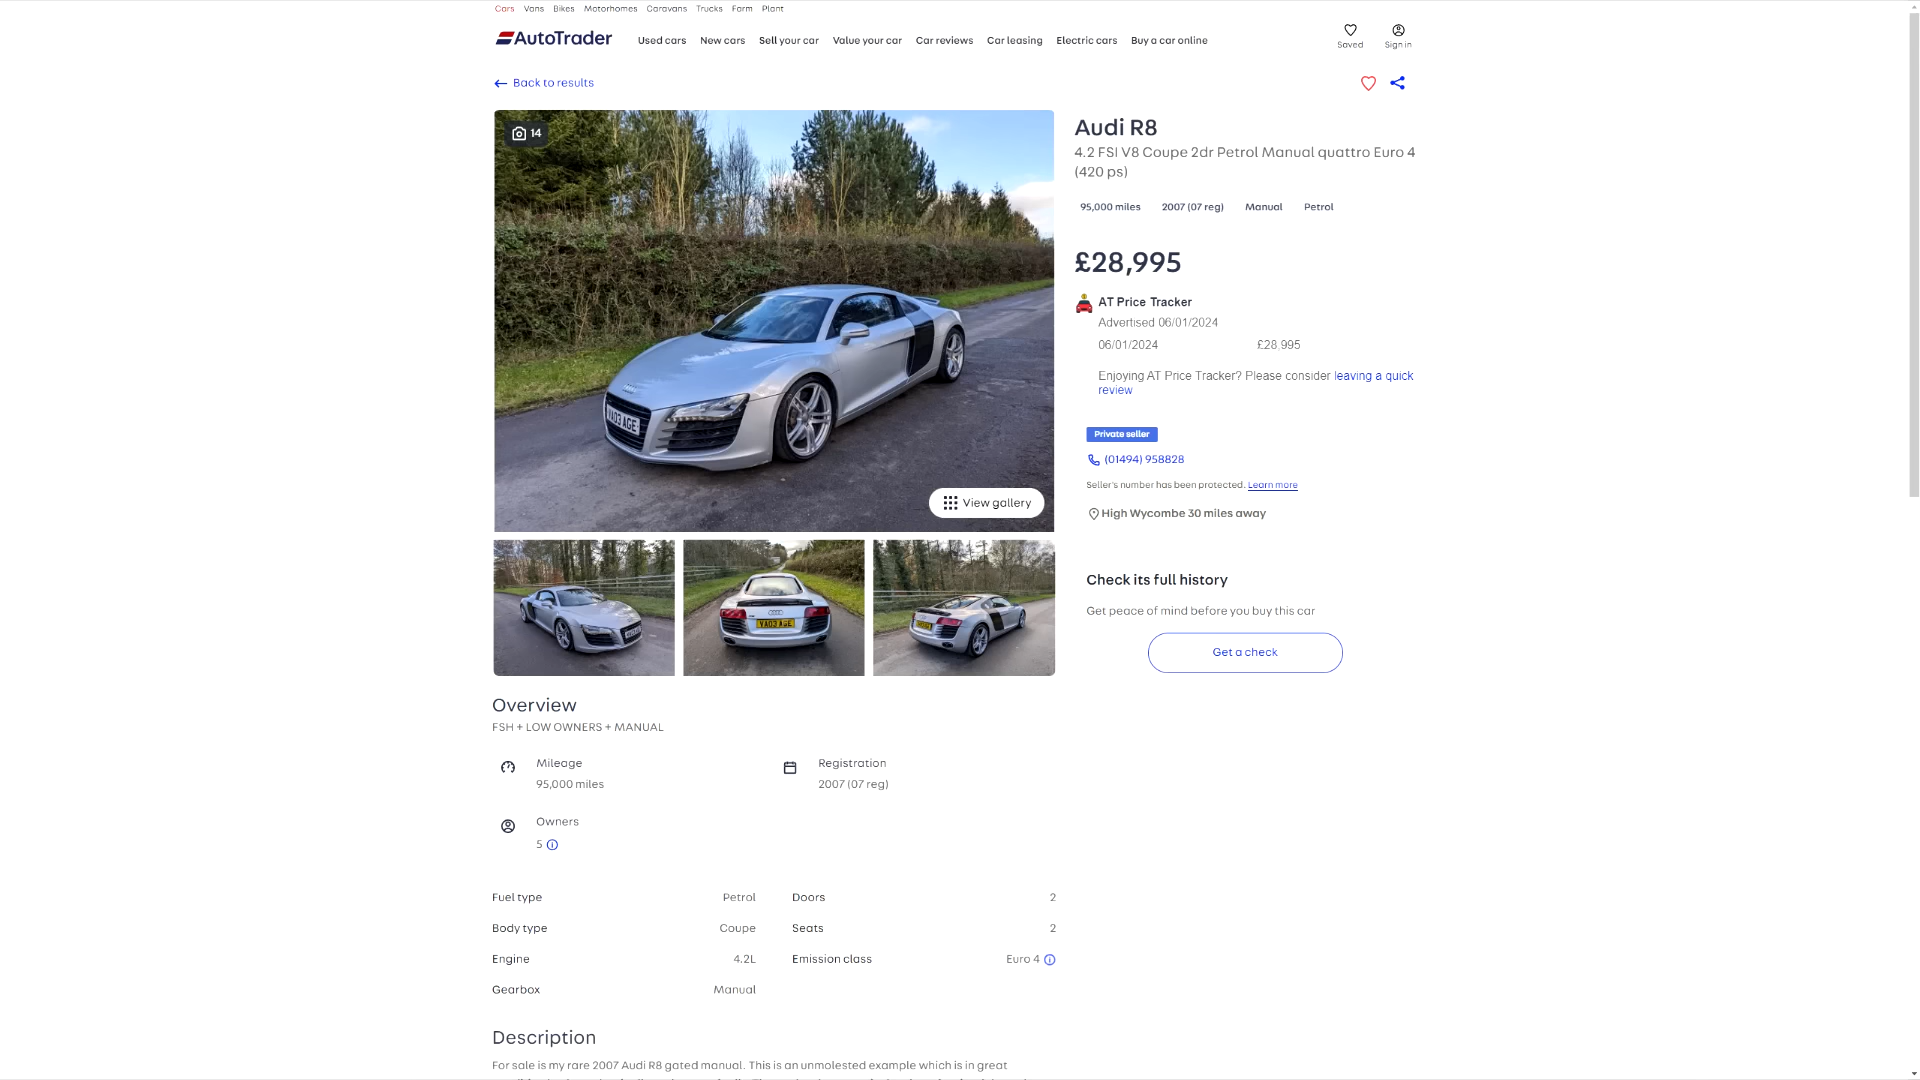 Cars Vans Bikes Motorhomes Caravans Trucks Farm Plant
AutoTrader Used cars New cars Sell your car Value your car Car reviews Car leasing Electric cars Buy a car online Saved Sign in
Back to results
14
VA03 AGE
View gallery
VA03 AGE
Audi R8
4.2 FSI V8 Coupe 2dr Petrol Manual quattro Euro 4
(420 ps)
95,000 miles 2007 (07 reg) Manual Petrol
£28,995
AT Price Tracker
Advertised 06/01/2024
06/01/2024 £28,995
Enjoying AT Price Tracker? Please consider leaving a quick
review
Private seller
(01494) 958828
Seller's number has been protected. Learn more
High Wycombe 30 miles away
Check its full history
Get peace of mind before you buy this car
Get a check
Overview
FSH + LOW OWNERS + MANUAL
Mileage
95,000 miles
Registration
2007 (07 reg)
Owners
5
Fuel type Petrol Doors 2
Body type Coupe Seats 2
Engine 4.2L Emission class Euro 4
Gearbox Manual
Description
For sale is my rare 2007 Audi R8 gated manual. This is an unmolested example which is in great